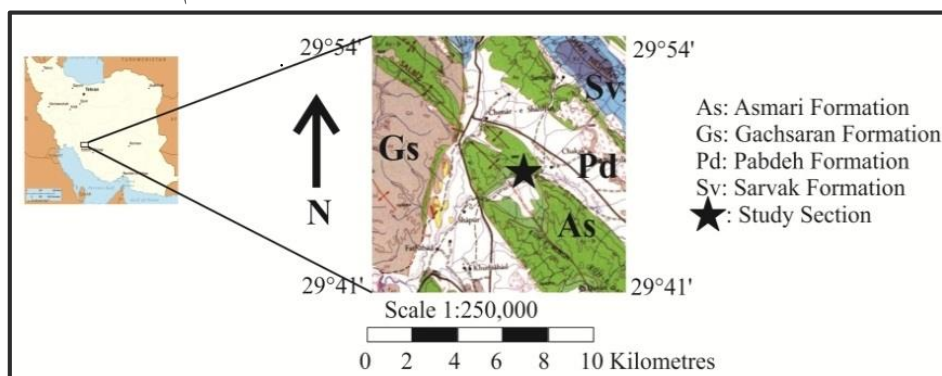 29°54'
29°54'
Sv
Gs
Pd
As
N
As: Asmari Formation
Gs: Gachsaran Formation
Pd: Pabdeh Formation
Sv: Sarvak Formation
: Study Section
29°41'
29°41'
Scale 1:250,000
0 2 4 6 8 10 Kilometres